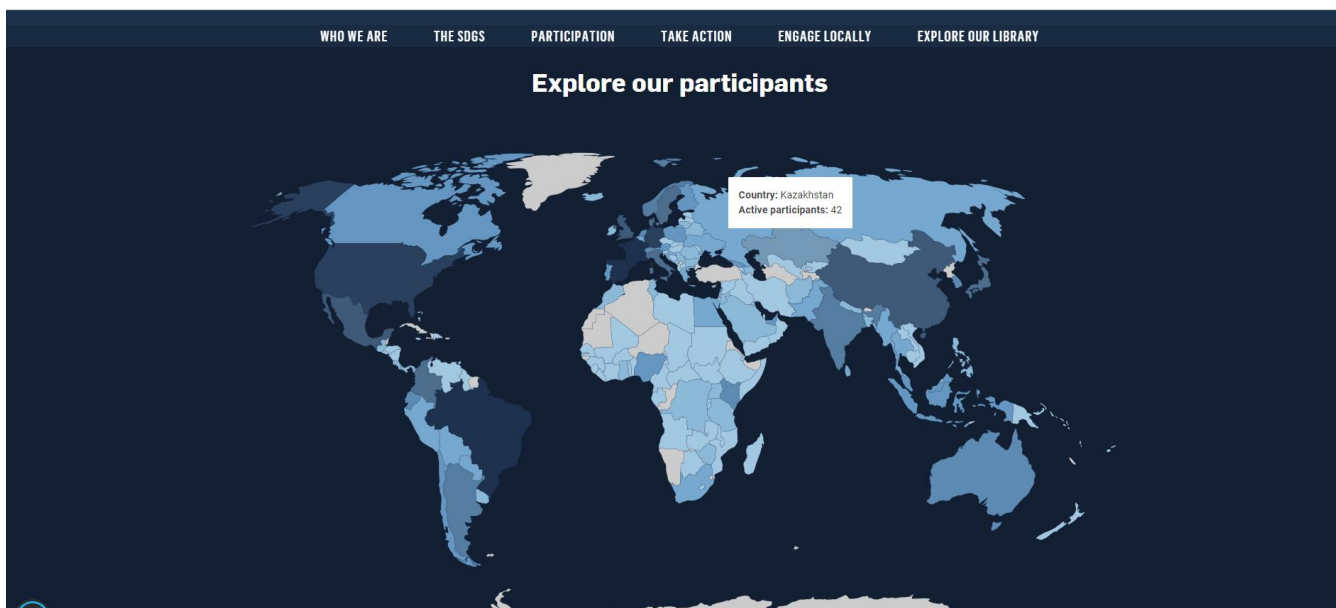 WHO WE ARE THE SDGS PARTICIPATION TAKE ACTION ENGAGE LOCALLY EXPLORE OUR LIBRARY
Explore our participants
Country: Kazakhstan
Active participants: 42